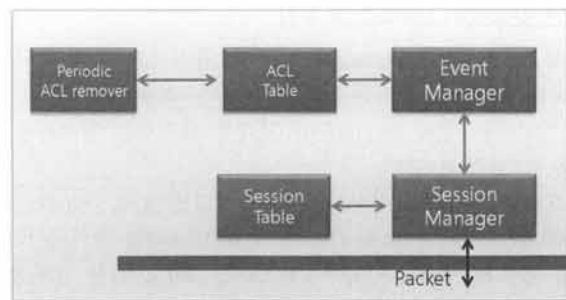 Periodic
ACL remover
ACL
Table
Event
Manager
Session
Table
Session
Manager
Packet